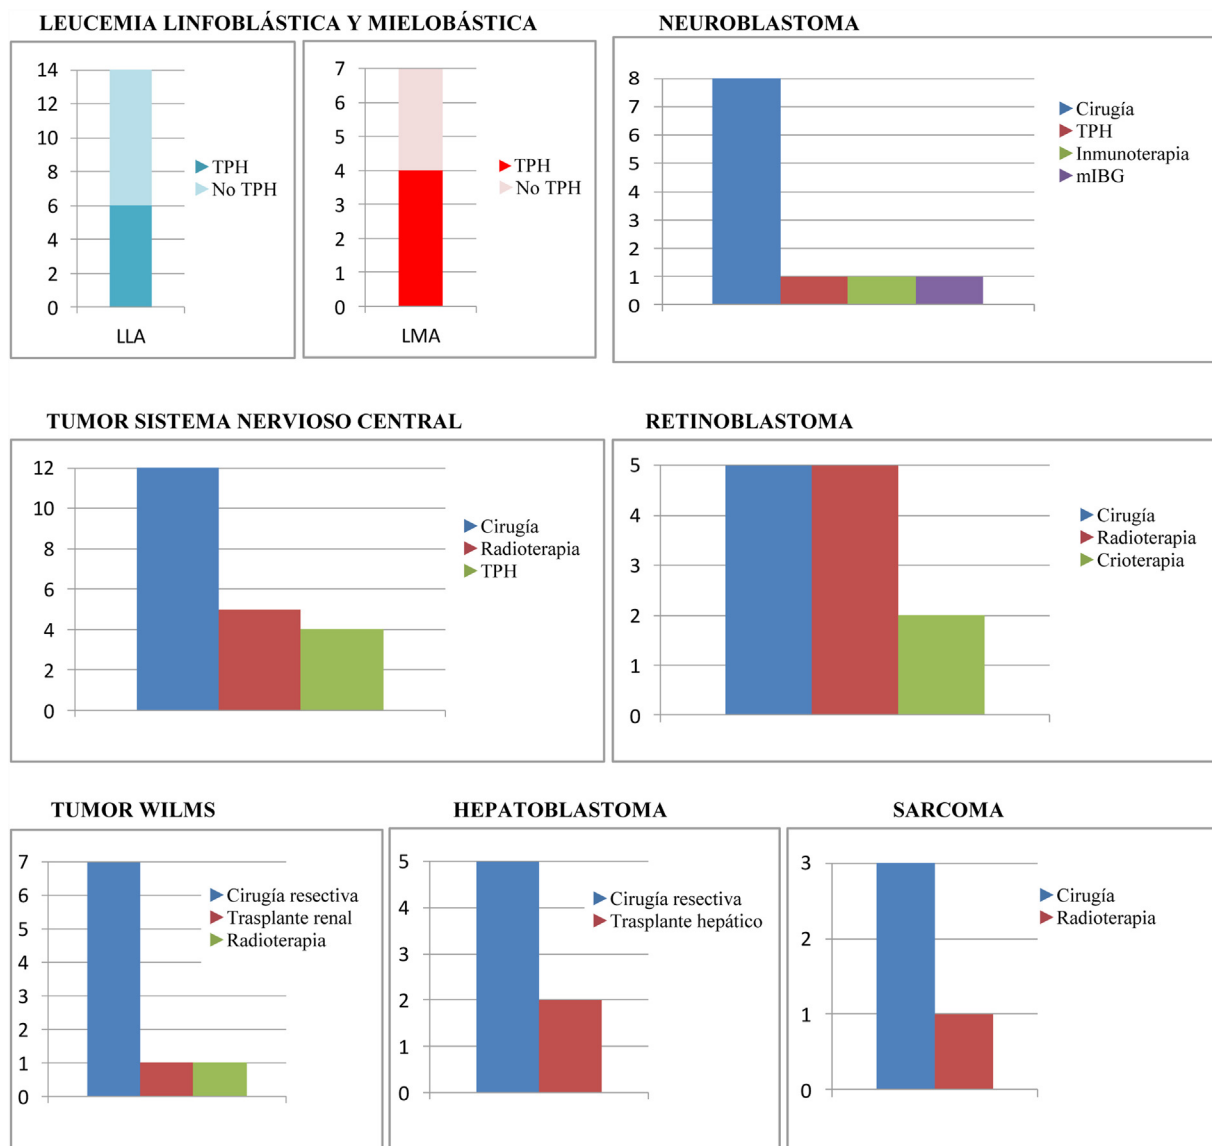 LEUCEMIA LINFOBLÁSTICA Y MIELOBÁSTICA
14
12
10
8
6
4
2
0
LLA
TPH
No TPH
7
6
5
4
3
2
1
0
LMA
TPH
No TPH
NEUROBLASTOMA
8
7
6
5
4
3
2
1
0
Cirugía
TPH
Inmunoterapia
mIBG
TUMOR SISTEMA NERVIOSO CENTRAL
12
10
8
6
4
2
0
Cirugía
Radioterapia
TPH
RETINOBLASTOMA
5
4
3
2
1
0
Cirugía
Radioterapia
Crioterapia
TUMOR WILMS
7
6
5
4
3
2
1
0
Cirugía resectiva
Trasplante renal
Radioterapia
HEPATOBLASTOMA
5
4
3
2
1
0
Cirugía resectiva
Trasplante hepático
SARCOMA
3
2
1
0
Cirugía
Radioterapia